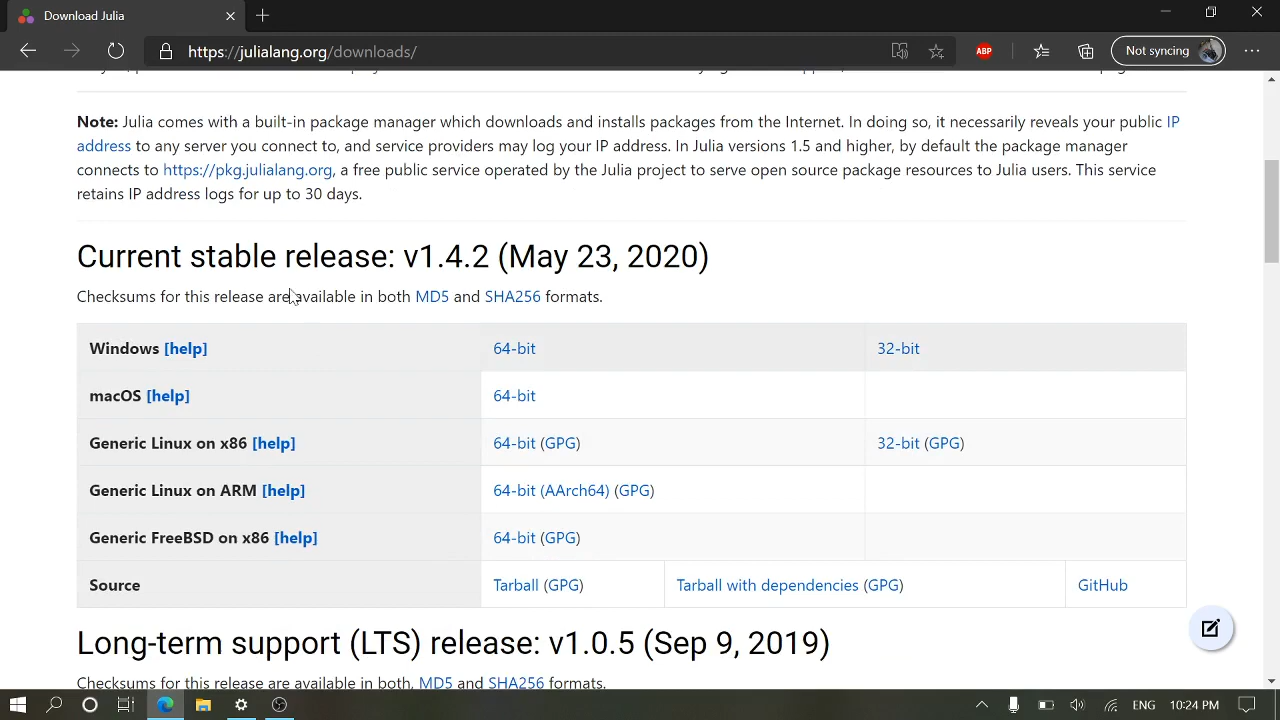 Download Julia
https://julialang.org/downloads/
ABP
Not syncing
Note: Julia comes with a built-in package manager which downloads and installs packages from the Internet. In doing so, it necessarily reveals your public IP
address to any server you connect to, and service providers may log your IP address. In Julia versions 1.5 and higher, by default the package manager
connects to https://pkg.julialang.org, a free public service operated by the Julia project to serve open source package resources to Julia users. This service
retains IP address logs for up to 30 days.
Current stable release: v1.4.2 (May 23, 2020)
Checksums for this release are available in both MD5 and SHA256 formats.
Windows [help] 64-bit 32-bit
macOS [help] 64-bit
Generic Linux on x86 [help] 64-bit (GPG) 32-bit (GPG)
Generic Linux on ARM [help] 64-bit (AArch64) (GPG)
Generic FreeBSD on x86 [help] 64-bit (GPG)
Source Tarball (GPG) Tarball with dependencies (GPG) GitHub
Long-term support (LTS) release: v1.0.5 (Sep 9, 2019)
Checksums for this release are available in both, MD5 and SHA256 formats.
ENG 10:24 PM